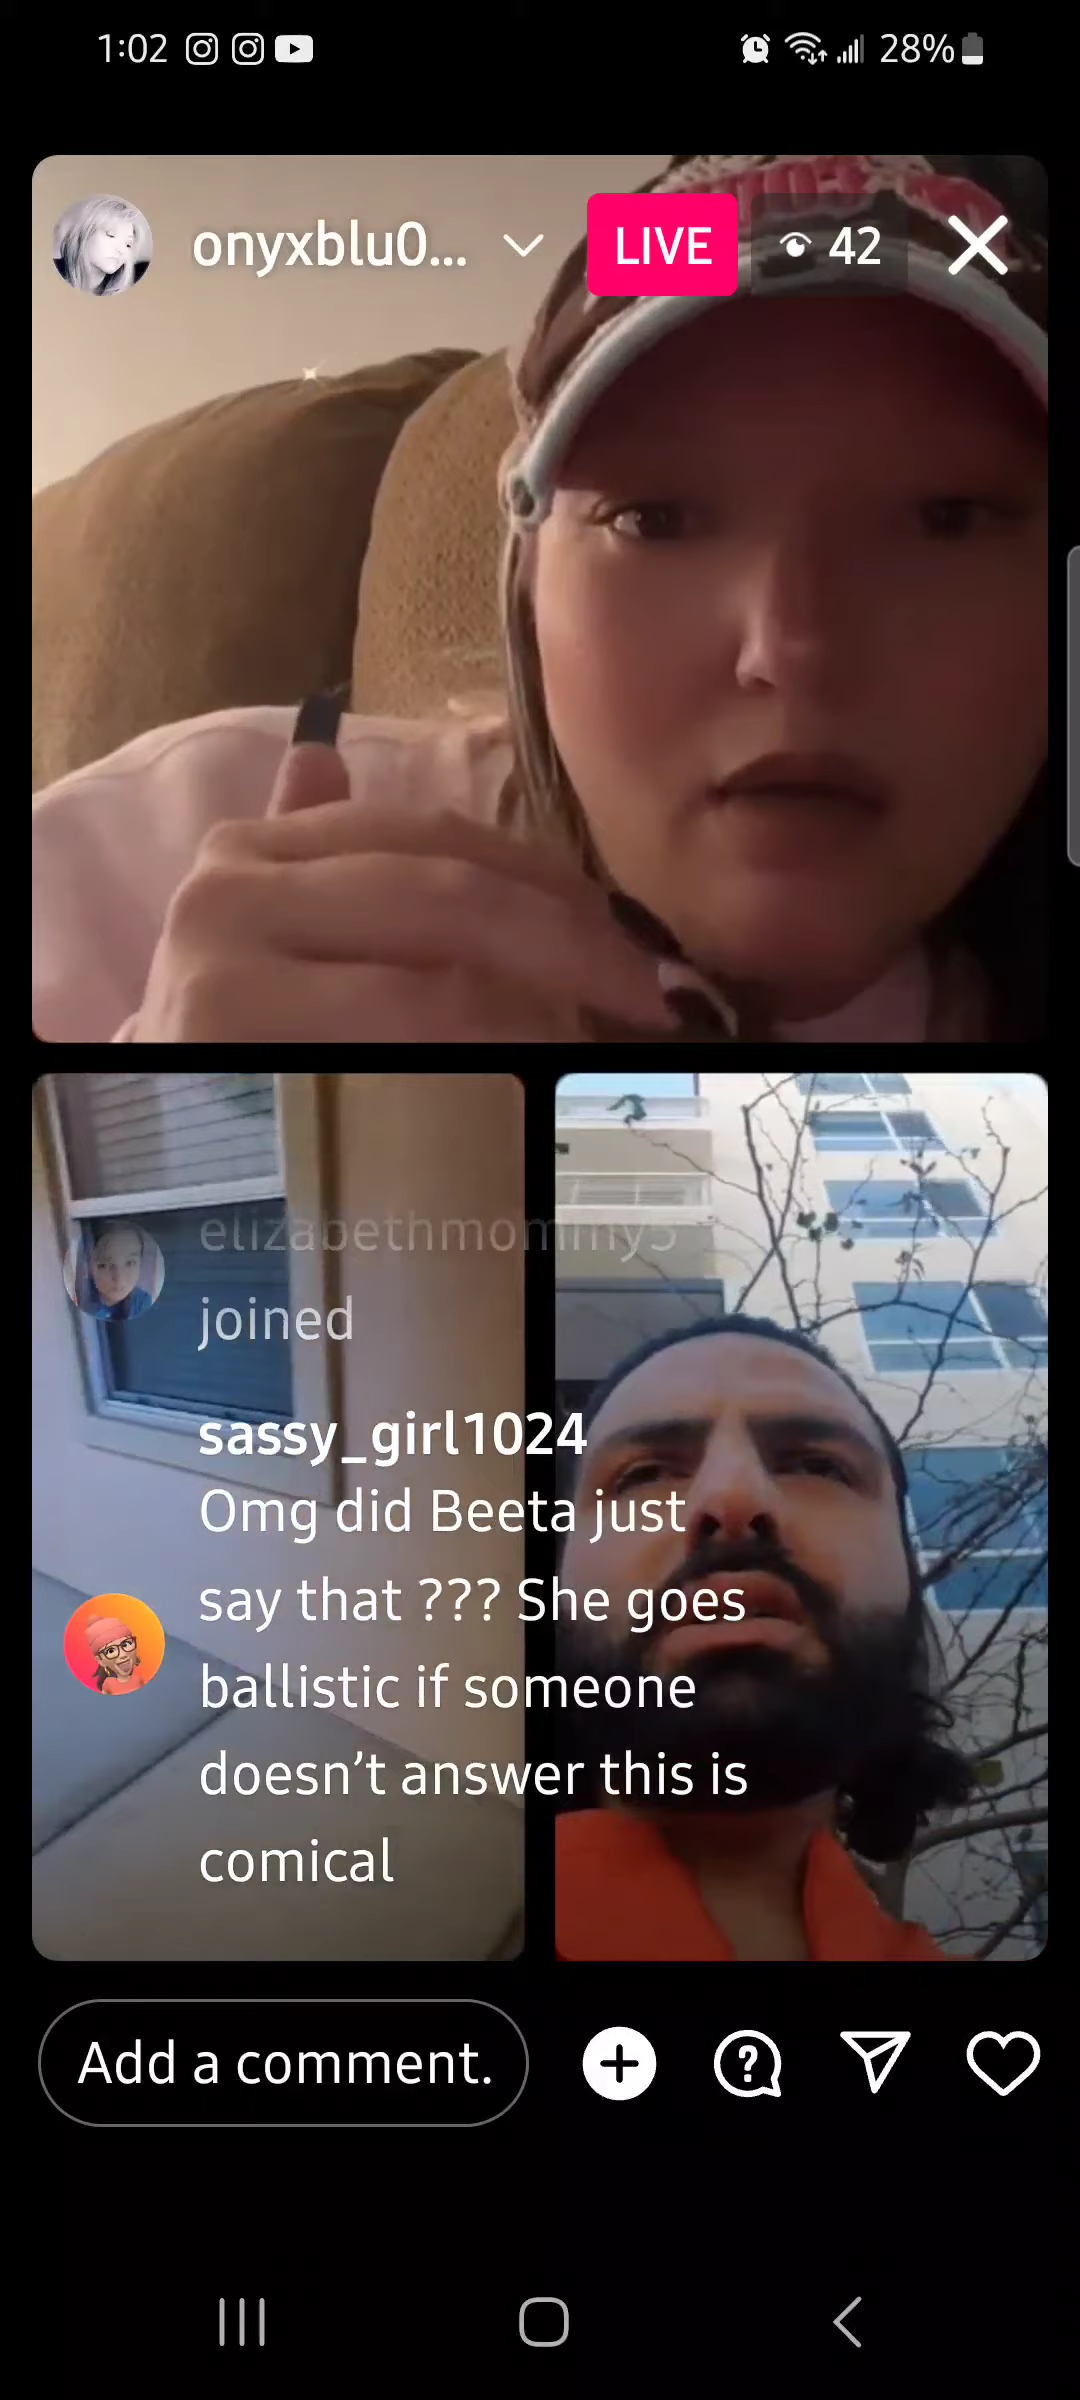 1:02 28%
onyxblu0... LIVE 42
elizabethmommy5
joined
sassy_girl1024
Omg did Beeta just
say that ??? She goes
ballistic if someone
doesn’t answer this is
comical
Add a comment.